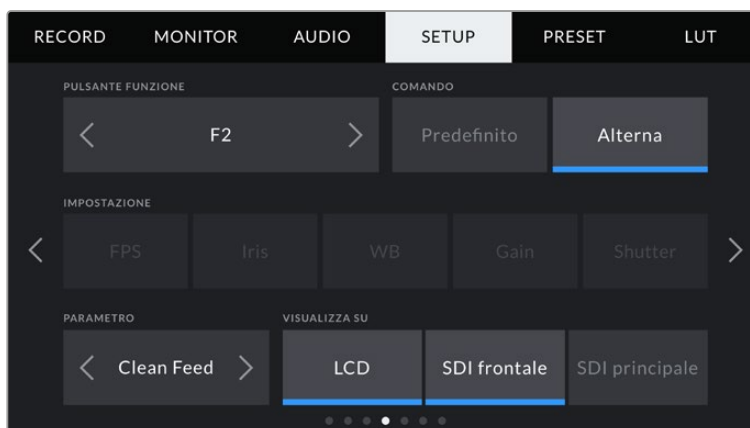 RECORD MONITOR AUDIO SETUP PRESET LUT
PULSANTE FUNZIONE COMANDO
F2 Predefinito Alterna
IMPOSTAZIONE
FPS Iris WB Gain Shutter
PARAMETRO VISUALIZZA SU
Clean Feed LCD SDI frontale SDI principale